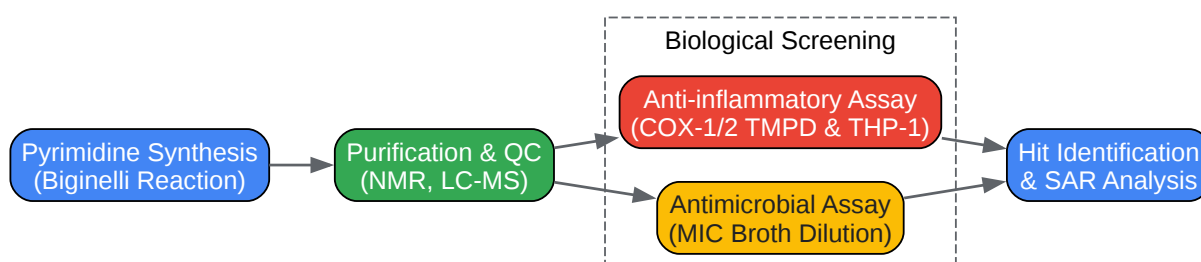 Biological Screening
Pyrimidine Synthesis
(Biginelli Reaction)
Purification & QC
(NMR, LC-MS)
Anti-inflammatory Assay
(COX-1/2 TMPD & THP-1)
Antimicrobial Assay
(MIC Broth Dilution)
Hit Identification
& SAR Analysis